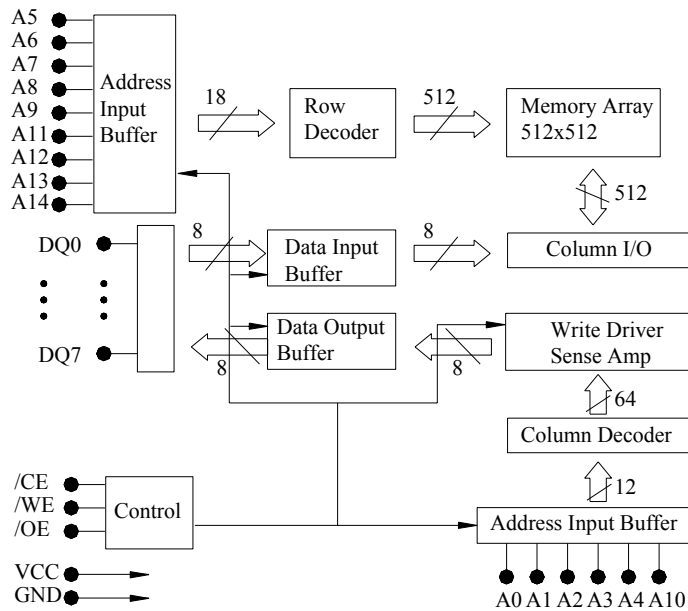 A5
A6
A7
A8
A9
A11
A12
A13
A14
Address
Input
Buffer
18
Row
Decoder
512
Memory Array
512x512
512
DQ0
DQ7
8
Data Input
Buffer
8
Column I/O
Data Output
Buffer
8
8
Write Driver
Sense Amp
64
Column Decoder
12
/CE
/WE
/OE
Control
Address Input Buffer
VCC
GND
A0 A1 A2 A3 A4 A10